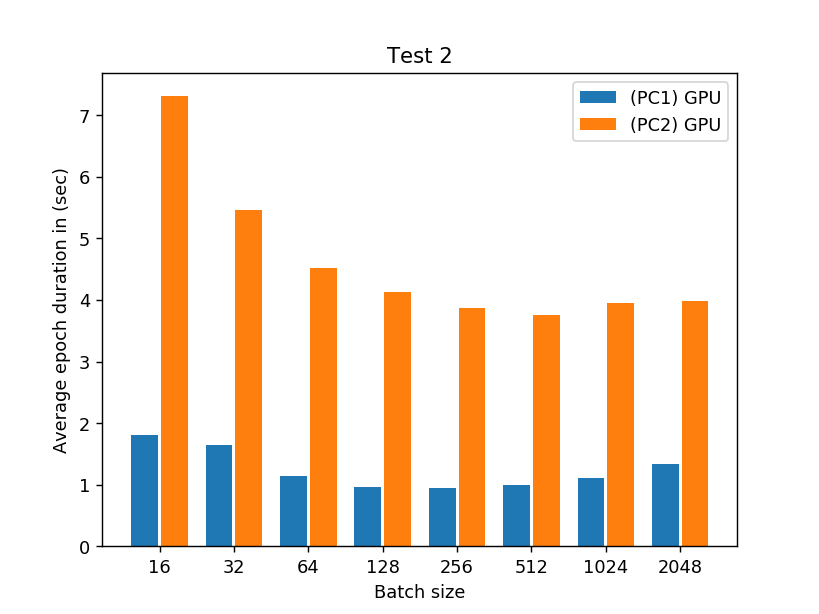 Test 2
(PC1) GPU
(PC2) GPU
Average epoch duration in (sec)
7
6
5
4
3
2
1
0
16 32 64 128 256 512 1024 2048
Batch size